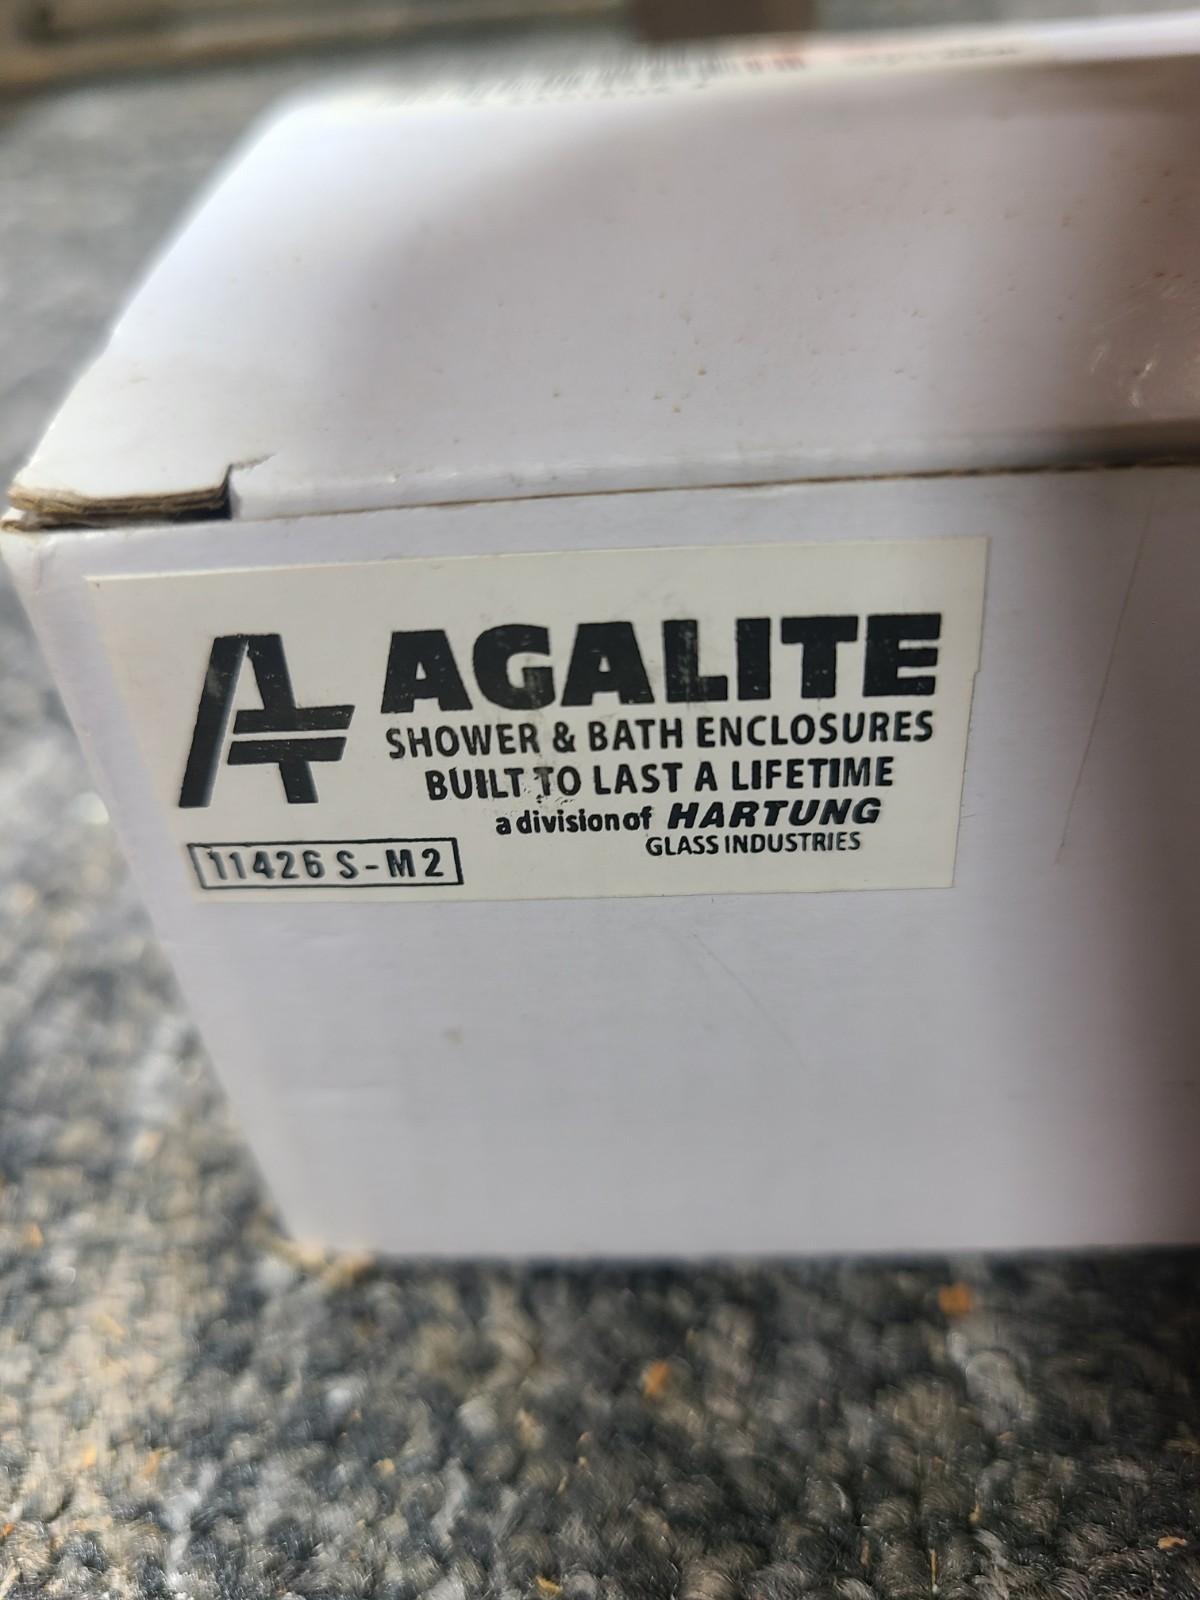 AGALITE
SHOWER & BATH ENCLOSURES
BUILT TO LAST A LIFETIME
a division of HARTUNG
GLASS INDUSTRIES
11426 S-M2